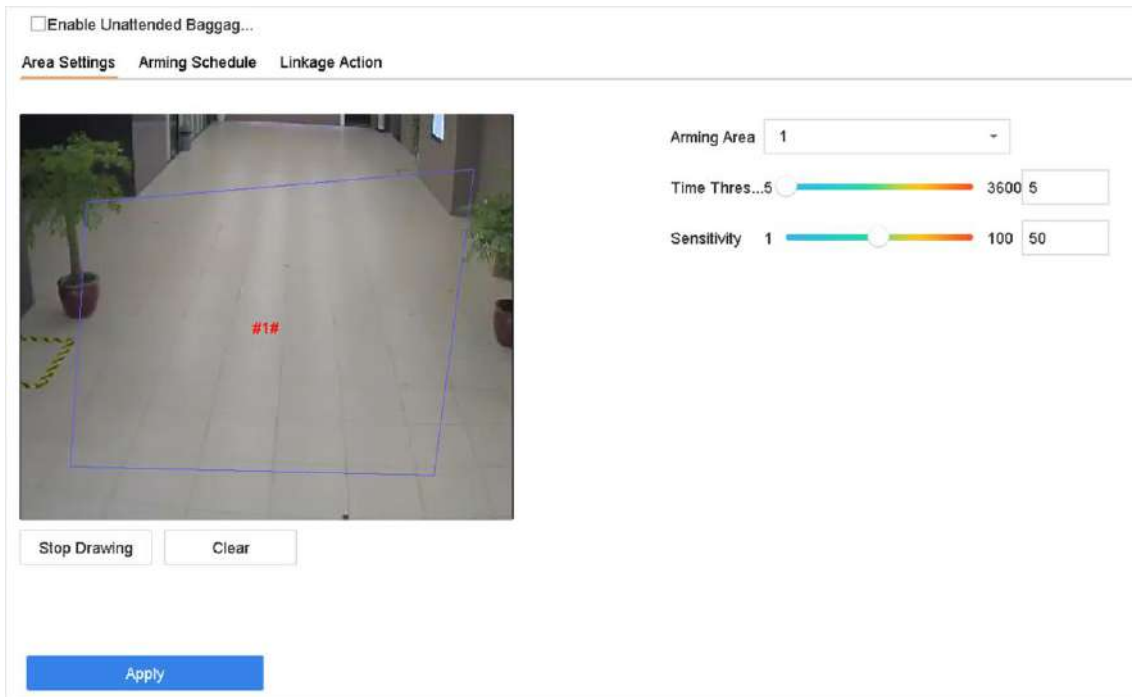 Enable Unattended Baggag...
Area Settings Arming Schedule Linkage Action
Arming Area 1
Time Thres...5 3600 5
Sensitivity 1 100 50
#1#
Stop Drawing Clear
Apply